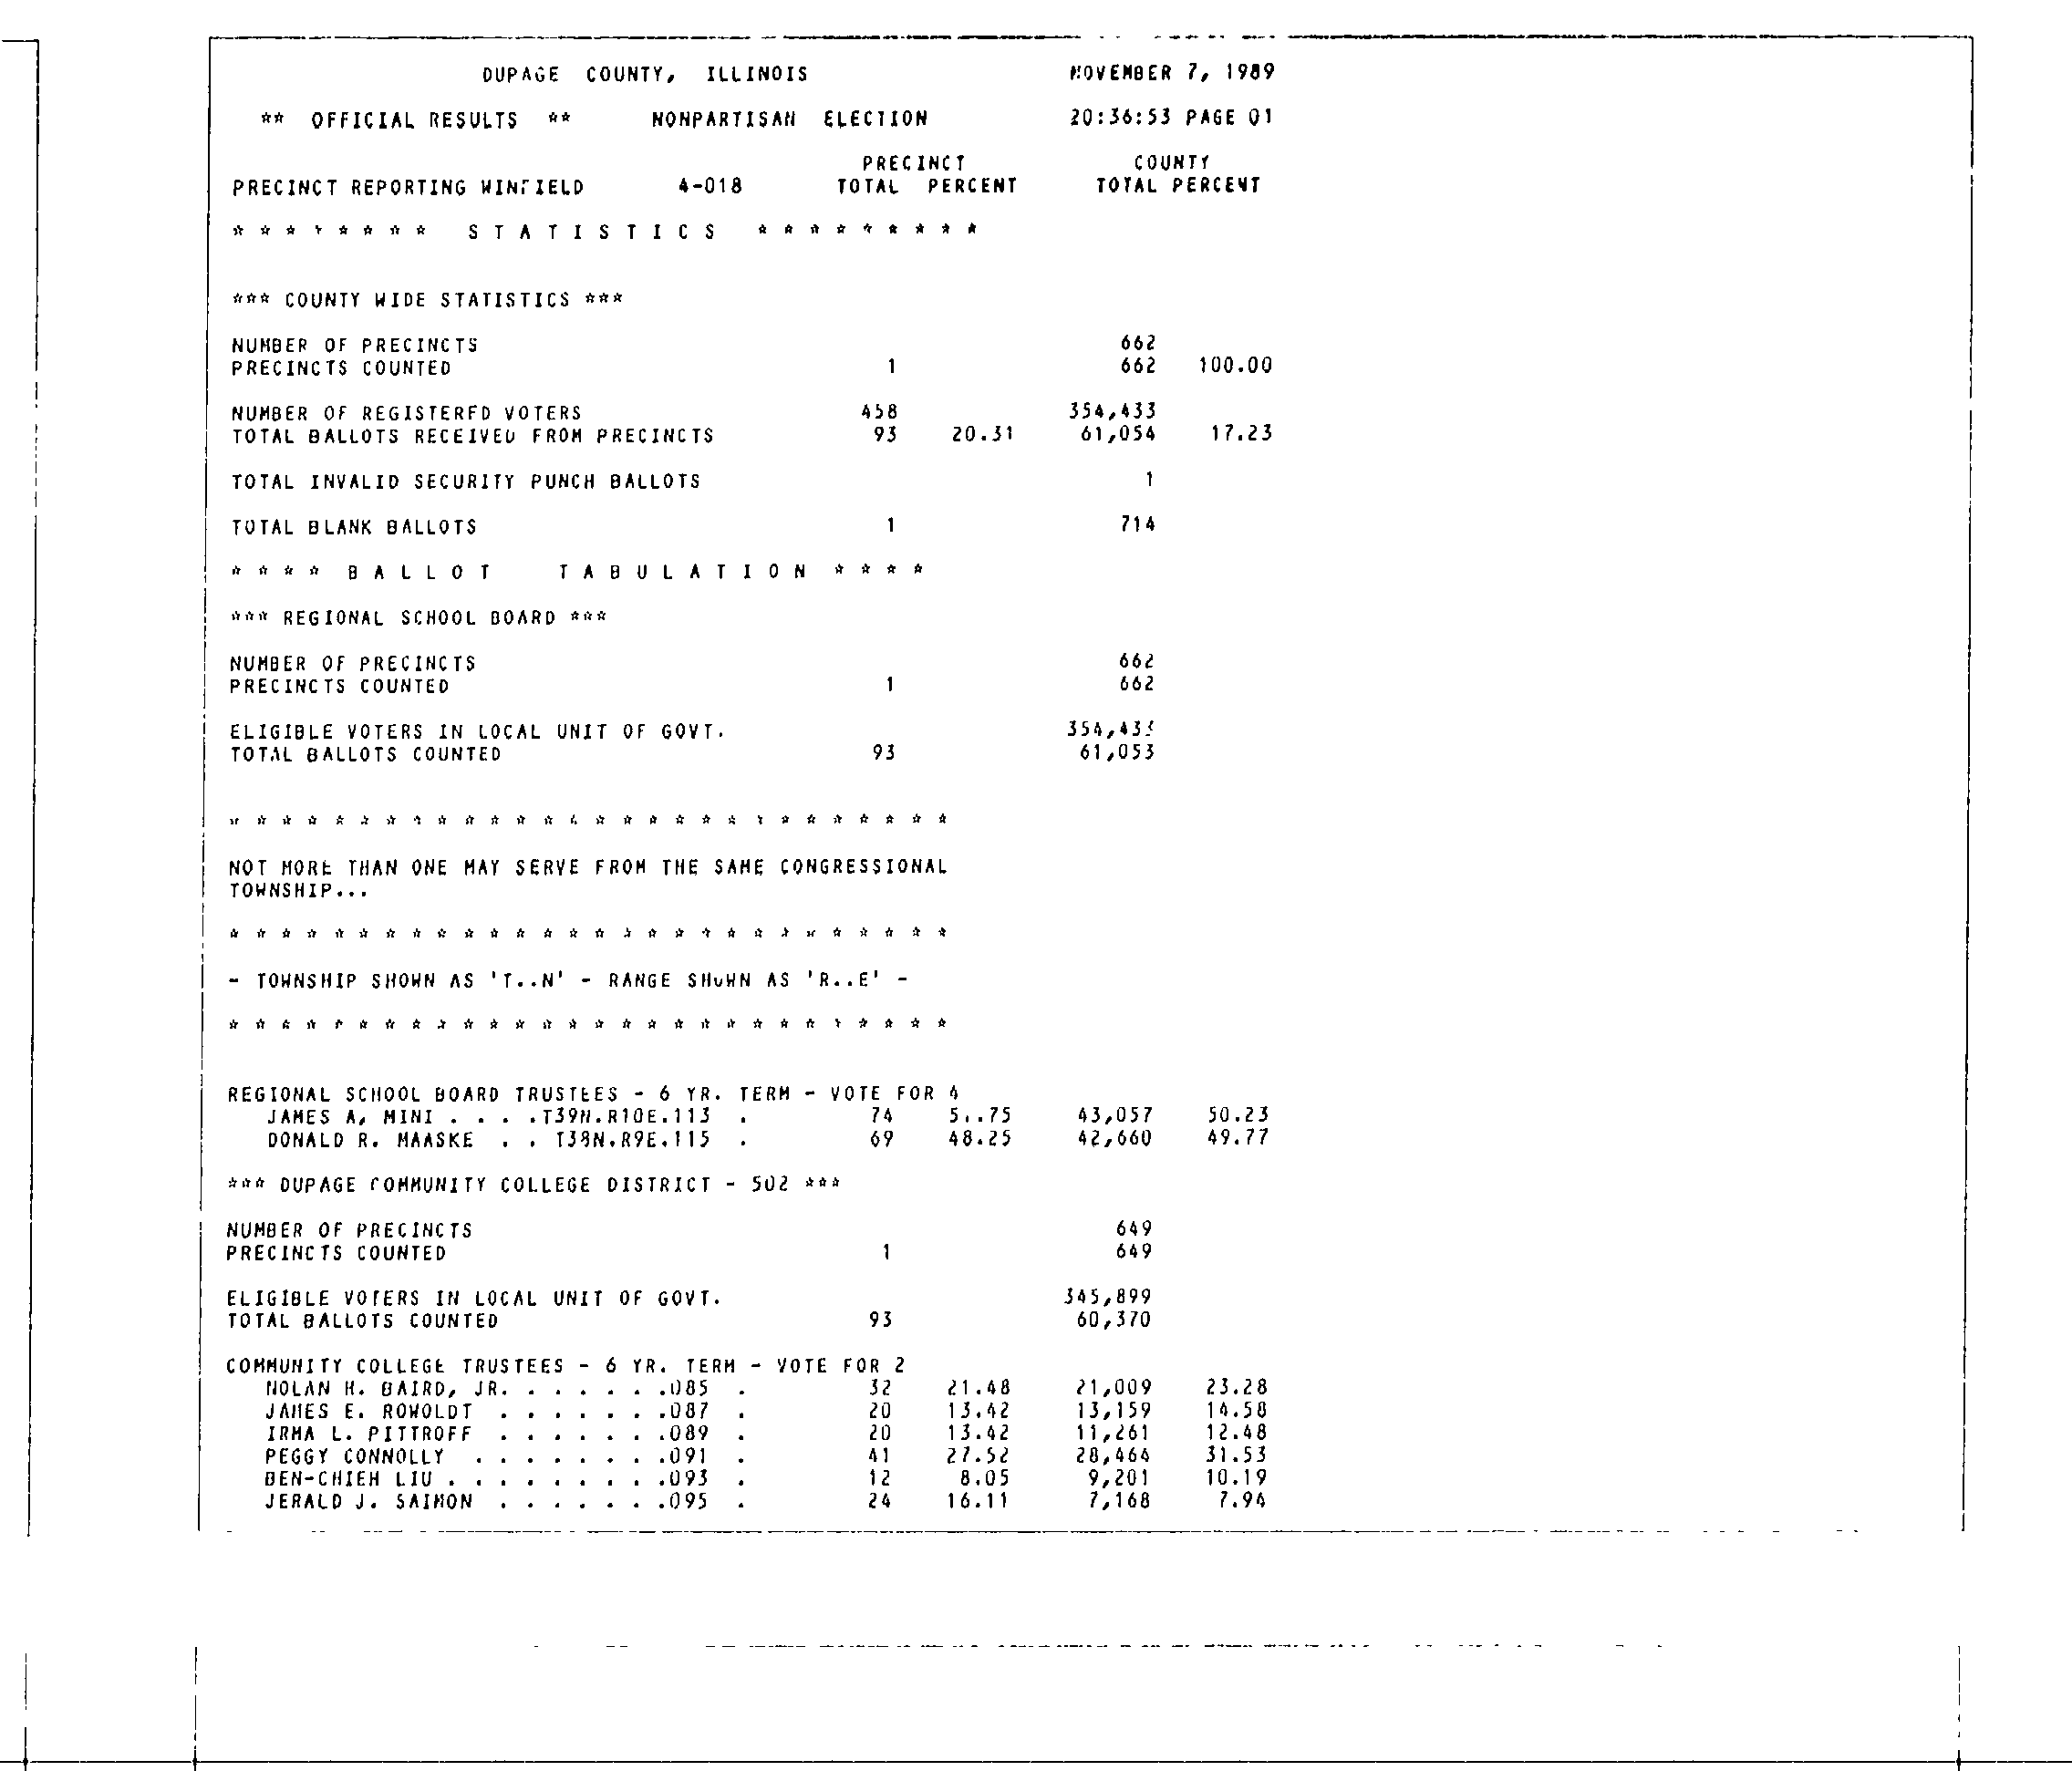 DUPAGE COUNTY, ILLINOIS NOVEMBER 7, 1989
** OFFICIAL RESULTS ** NONPARTISAN ELECTION 20:36:53 PAGE 01
PRECINCT COUNTY
PRECINCT REPORTING WINFIELD 4-018 TOTAL PERCENT TOTAL PERCENT
* * * * * * * * S T A T I S T I C S * * * * * * * * *
*** COUNTY WIDE STATISTICS ***
NUMBER OF PRECINCTS 662
PRECINCTS COUNTED 1 662 100.00
NUMBER OF REGISTERED VOTERS 458 354,433
TOTAL BALLOTS RECEIVED FROM PRECINCTS 93 20.31 61,054 17.23
TOTAL INVALID SECURITY PUNCH BALLOTS 1
TOTAL BLANK BALLOTS 1 714
* * * * B A L L O T T A B U L A T I O N * * * *
*** REGIONAL SCHOOL BOARD ***
NUMBER OF PRECINCTS 662
PRECINCTS COUNTED 1 662
ELIGIBLE VOTERS IN LOCAL UNIT OF GOVT. 354,433
TOTAL BALLOTS COUNTED 93 61,053
* * * * * * * * * * * * * * * * * * * * * * * * * * * *
NOT MORE THAN ONE MAY SERVE FROM THE SAME CONGRESSIONAL
TOWNSHIP...
* * * * * * * * * * * * * * * * * * * * * * * * * * * *
- TOWNSHIP SHOWN AS 'T..N' - RANGE SHOWN AS 'R..E' -
* * * * * * * * * * * * * * * * * * * * * * * * * * * *
REGIONAL SCHOOL BOARD TRUSTEES - 6 YR. TERM - VOTE FOR 4
JAMES A. MINI . . . .T39N.R10E.113 . 74 51.75 43,057 50.23
DONALD R. MAASKE . . T38N.R9E.115 . 69 48.25 42,660 49.77
*** DUPAGE COMMUNITY COLLEGE DISTRICT - 502 ***
NUMBER OF PRECINCTS 649
PRECINCTS COUNTED 1 649
ELIGIBLE VOTERS IN LOCAL UNIT OF GOVT. 345,899
TOTAL BALLOTS COUNTED 93 60,370
COMMUNITY COLLEGE TRUSTEES - 6 YR. TERM - VOTE FOR 2
NOLAN H. BAIRD, JR. . . . . . .085 . 32 21.48 21,009 23.28
JAMES E. ROWOLDT . . . . . . .087 . 20 13.42 13,159 14.58
IRMA L. PITTROFF . . . . . . .089 . 20 13.42 11,261 12.48
PEGGY CONNOLLY . . . . . . . .091 . 41 27.52 28,464 31.53
BEN-CHIEH LIU . . . . . . . . .093 . 12 8.05 9,201 10.19
JERALD J. SAIMON . . . . . . .095 . 24 16.11 7,168 7.94